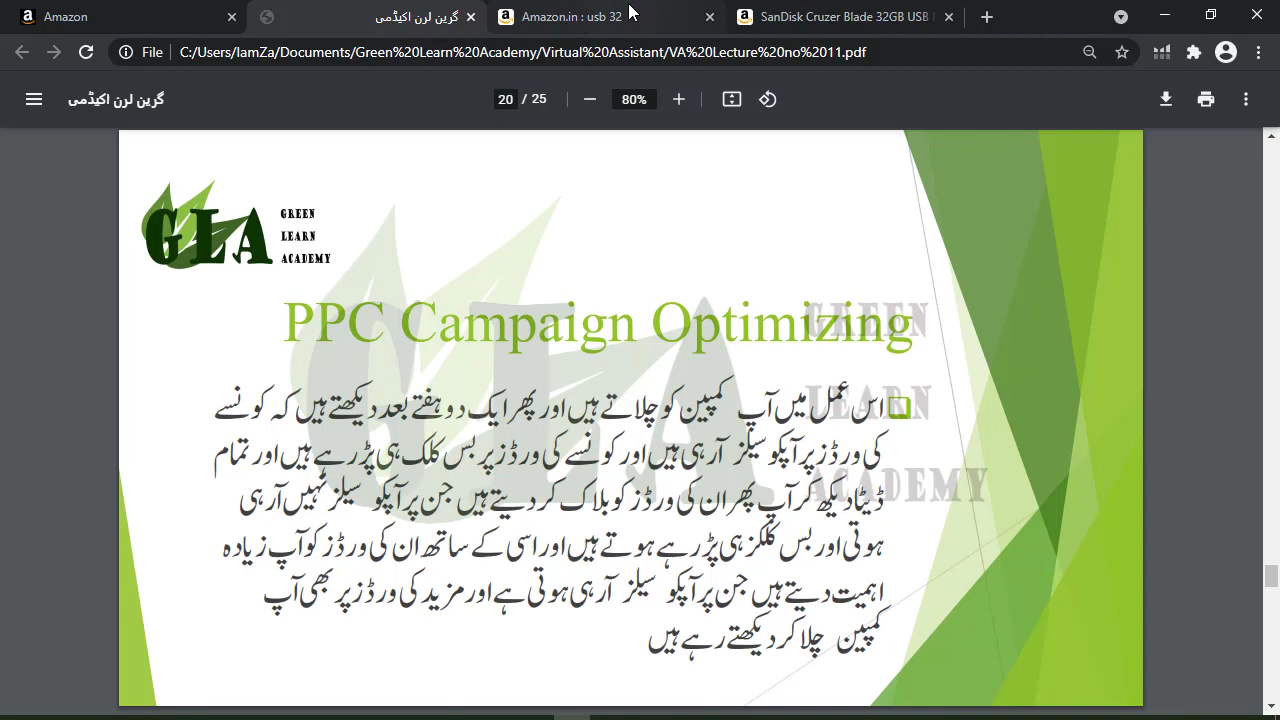 Amazon
گرین لرن اکیڈمی
Amazon.in : usb 32
SanDisk Cruzer Blade 32GB USB
File
C:/Users/IamZa/Documents/Green%20Learn%20Academy/Virtual%20Assistant/VA%20Lecture%20no%2011.pdf
گرین لرن اکیڈمی
20 / 25
80%
GLA
GREEN
LEARN
ACADEMY
GLA
GREEN
LEARN
ACADEMY
PPC Campaign Optimizing
اس عمل میں آپ کمپین کو چلاتے ہیں اور پھر ایک دو ہفتے بعد دیکھتے ہیں کہ کونسے
کی ورڈز پر آپکو سیلز آرہی ہیں اور کونسے کی ورڈز پر بس کلک ہی پڑ رہے ہیں اور تمام
ڈیٹا دیکھ کر آپ پھر ان کی ورڈز کو بلاک کر دیتے ہیں جن پر آپکو سیلز نہیں آرہی
ہوتی اور بس کلکز ہی پڑ رہے ہوتے ہیں اور اسی کے ساتھ ان کی ورڈز کو آپ زیادہ
اہمیت دیتے ہیں جن پر آپکو سیلز آرہی ہوتی ہے اور مزید کی ورڈز پر بھی آپ
کمپین چلا کر دیکھتے رہے ہیں